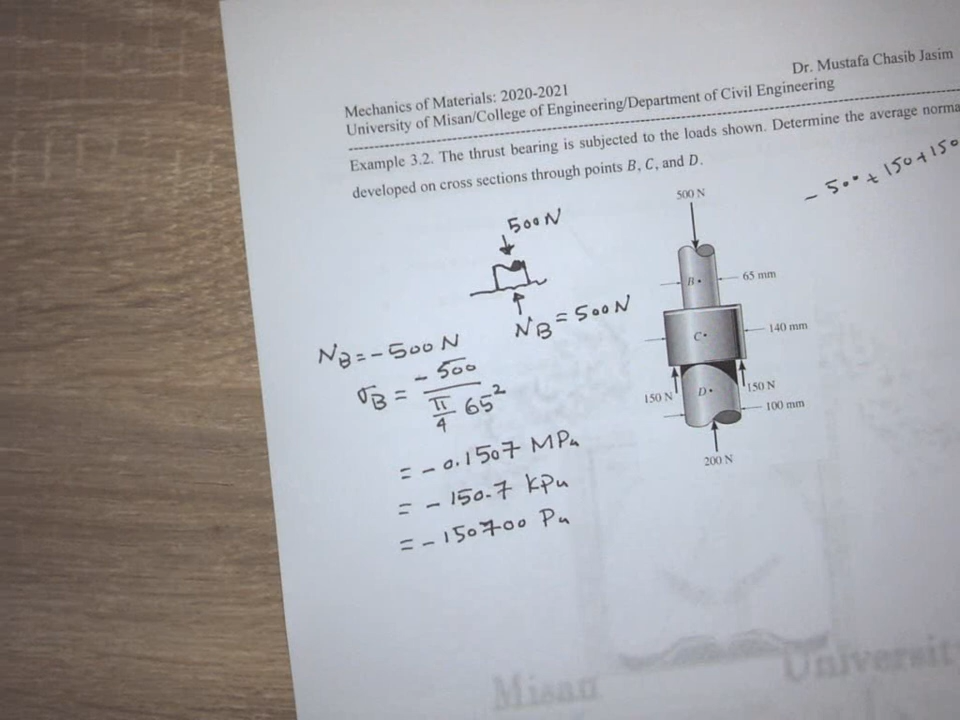 Dr. Mustafa Chasib Jasim
Mechanics of Materials: 2020-2021
University of Misan/College of Engineering/Department of Civil Engineering
Example 3.2. The thrust bearing is subjected to the loads shown. Determine the average norma
developed on cross sections through points B, C, and D.
- 500 + 150 + 150
500 N
500 N
B
65 mm
N_B = 500 N
C
140 mm
N_B = - 500 N
150 N
D
150 N
100 mm
200 N
σ_B = - 500 / (π/4 65²)
= - 0.1507 MPa
= - 150.7 kPa
= - 150700 Pa
Misan
University